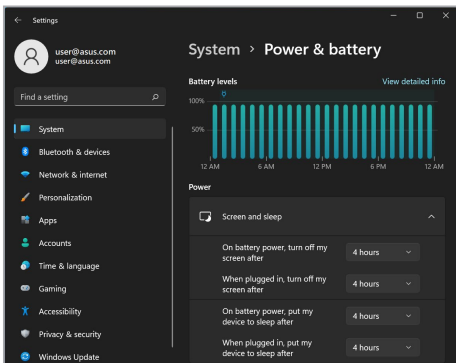 Settings
user@asus.com
user@asus.com
Find a setting
System
Bluetooth & devices
Network & internet
Personalization
Apps
Accounts
Time & language
Gaming
Accessibility
Privacy & security
Windows Update
System > Power & battery
Battery levels
View detailed info
100%
50%
12 AM
6 AM
12 PM
6 PM
12 AM
Power
Screen and sleep
On battery power, turn off my
screen after
4 hours
When plugged in, turn off my
screen after
4 hours
On battery power, put my
device to sleep after
4 hours
When plugged in, put my
device to sleep after
4 hours